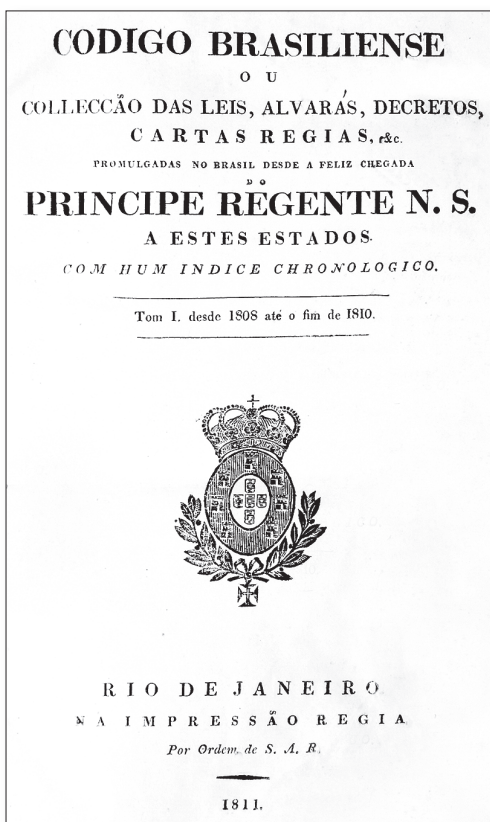 CODIGO BRASILIENSE
OU
COLLECCÃO DAS LEIS, ALVARÁS, DECRETOS,
CARTAS REGIAS, &c.
PROMULGADAS NO BRASIL DESDE A FELIZ CHEGADA
DO
PRINCIPE REGENTE N. S.
A ESTES ESTADOS.
COM HUM INDICE CHRONOLOGICO.
Tom I. desde 1808 até o fim de 1810.
RIO DE JANEIRO
NA IMPRESSÃO REGIA
Por Ordem de S. A. R.
1811.